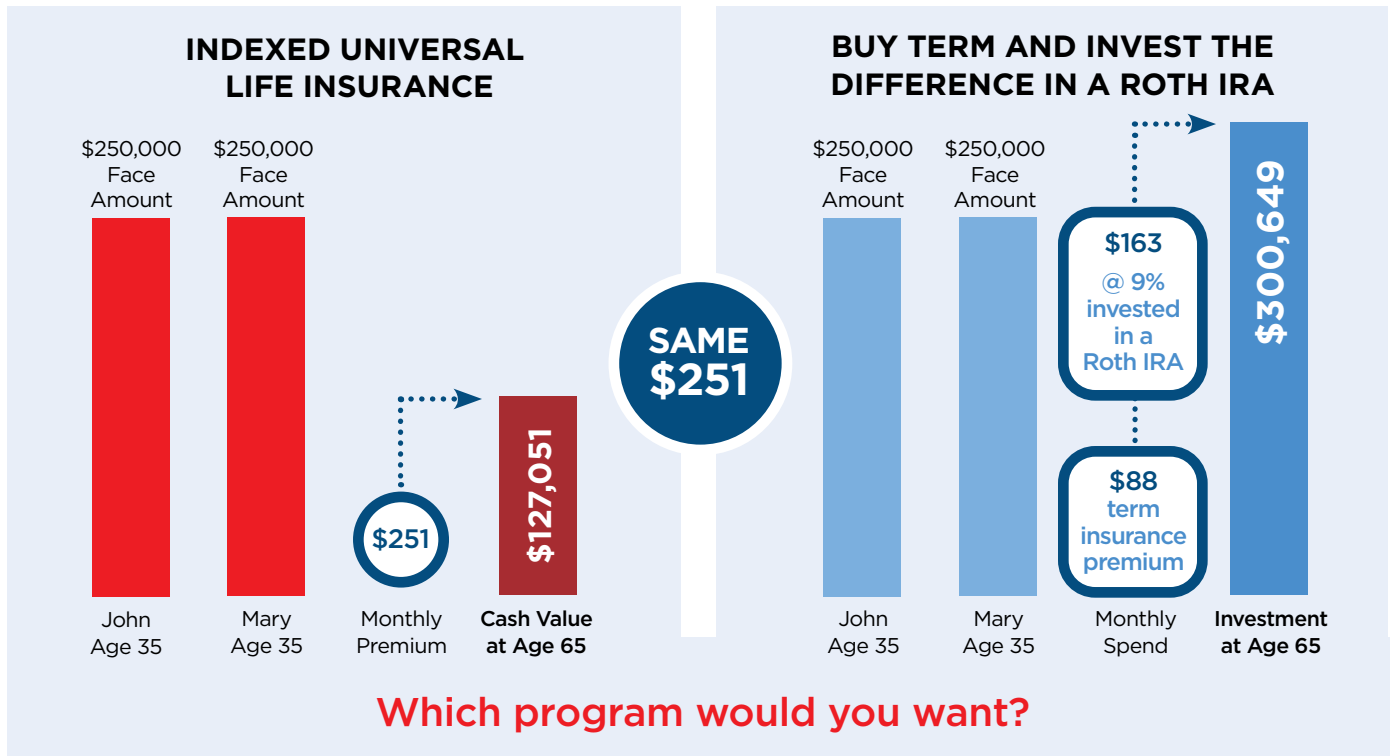 INDEXED UNIVERSAL
LIFE INSURANCE
$250,000
Face
Amount
$250,000
Face
Amount
$251
$127,051
John
Age 35
Mary
Age 35
Monthly
Premium
Cash Value
at Age 65
SAME
$251
BUY TERM AND INVEST THE
DIFFERENCE IN A ROTH IRA
$250,000
Face
Amount
$250,000
Face
Amount
$163
@ 9%
invested
in a
Roth IRA
$88
term
insurance
premium
$300,649
John
Age 35
Mary
Age 35
Monthly
Spend
Investment
at Age 65
Which program would you want?